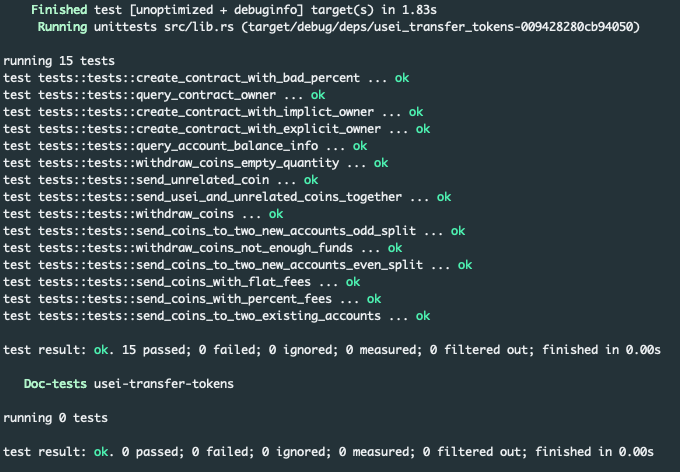 Finished test [unoptimized + debuginfo] target(s) in 1.83s
Running unittests src/lib.rs (target/debug/deps/usei_transfer_tokens-009428280cb94050)
running 15 tests
test tests::tests::create_contract_with_bad_percent ... ok
test tests::tests::query_contract_owner ... ok
test tests::tests::create_contract_with_implict_owner ... ok
test tests::tests::create_contract_with_explicit_owner ... ok
test tests::tests::query_account_balance_info ... ok
test tests::tests::withdraw_coins_empty_quantity ... ok
test tests::tests::send_unrelated_coin ... ok
test tests::tests::send_usei_and_unrelated_coins_together ... ok
test tests::tests::withdraw_coins ... ok
test tests::tests::send_coins_to_two_new_accounts_odd_split ... ok
test tests::tests::withdraw_coins_not_enough_funds ... ok
test tests::tests::send_coins_to_two_new_accounts_even_split ... ok
test tests::tests::send_coins_with_flat_fees ... ok
test tests::tests::send_coins_with_percent_fees ... ok
test tests::tests::send_coins_to_two_existing_accounts ... ok
test result: ok. 15 passed; 0 failed; 0 ignored; 0 measured; 0 filtered out; finished in 0.00s
Doc-tests usei-transfer-tokens
running 0 tests
test result: ok. 0 passed; 0 failed; 0 ignored; 0 measured; 0 filtered out; finished in 0.00s